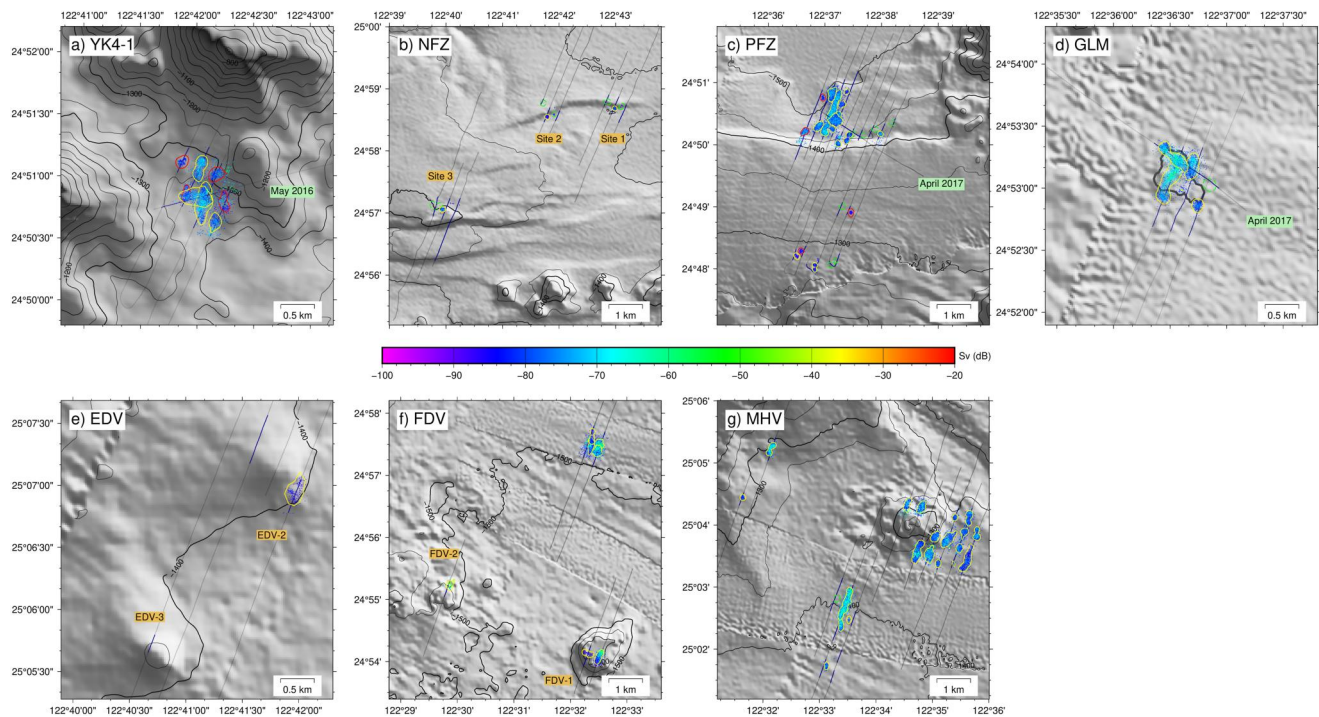 122°41'00" 122°42'00" 122°43'00"
24°52'00"
24°51'30"
24°51'00"
24°50'30"
24°50'00"
a) YK4-1
May 2016
0.5 km
122°39' 122°40' 122°41' 122°42' 122°43'
25°00'
24°59'
24°58'
24°57'
24°56'
b) NFZ
Site 2
Site 1
Site 3
1 km
122°36' 122°37' 122°38' 122°39'
24°51'
24°50'
24°49'
24°48'
c) PFZ
-1500
-1400
April 2017
-1300
1 km
122°35'30" 122°36'00" 122°36'30" 122°37'00" 122°37'30"
24°54'00"
24°53'30"
24°53'00"
24°52'30"
24°52'00"
d) GLM
April 2017
0.5 km
Sv (dB)
-100 -90 -80 -70 -60 -50 -40 -30 -20
25°07'30"
25°07'00"
25°06'30"
25°06'00"
25°05'30"
e) EDV
-1400
EDV-2
-1400
EDV-3
0.5 km
122°40'00" 122°40'30" 122°41'00" 122°41'30" 122°42'00"
24°58'
24°57'
24°56'
24°55'
24°54'
f) FDV
-1500
-1500
FDV-2
-1500
-1500
FDV-1
1 km
122°29' 122°30' 122°31' 122°32' 122°33'
25°06'
25°05'
25°04'
25°03'
25°02'
g) MHV
-1300
1 km
122°32' 122°33' 122°34' 122°35' 122°36'